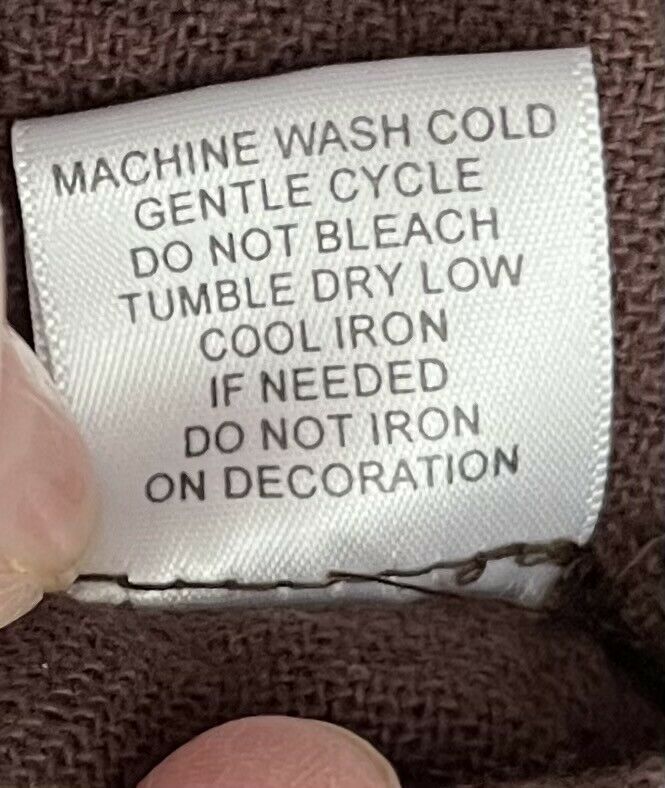 MACHINE WASH COLD
GENTLE CYCLE
DO NOT BLEACH
TUMBLE DRY LOW
COOL IRON
IF NEEDED
DO NOT IRON
ON DECORATION